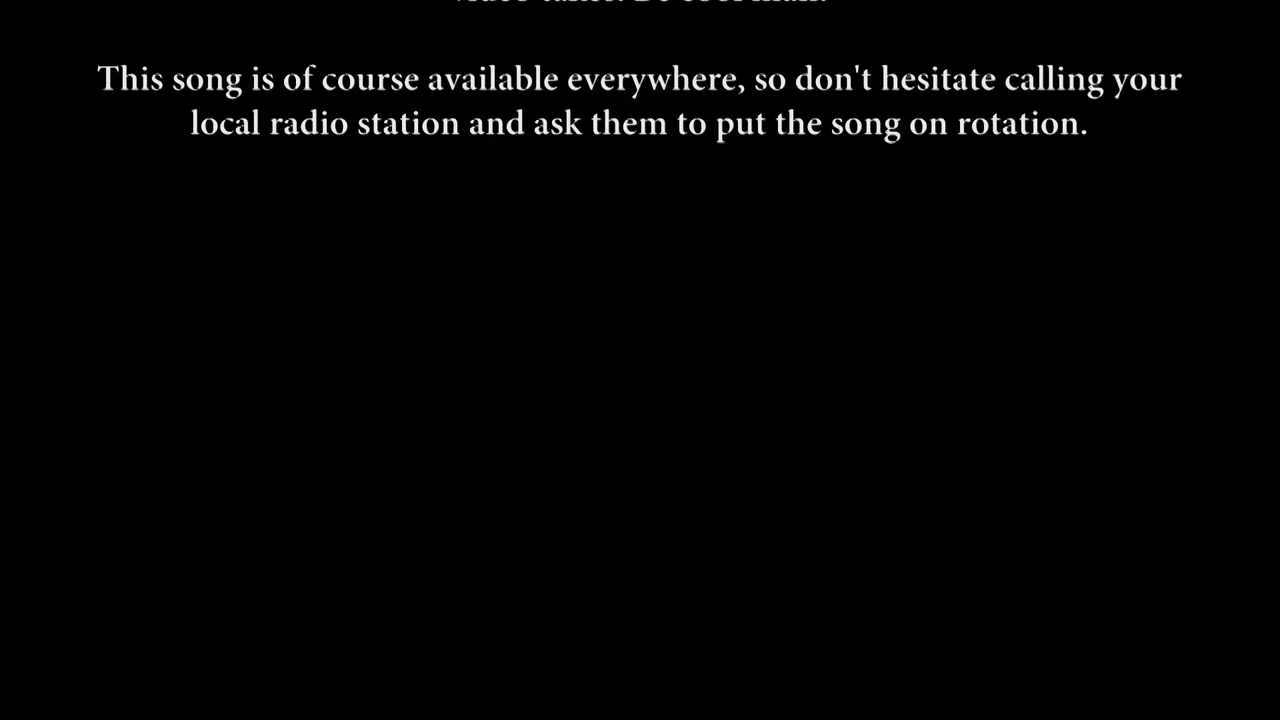 This song is of course available everywhere, so don't hesitate calling your
local radio station and ask them to put the song on rotation.